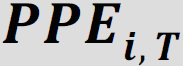 PPE_{i, T}